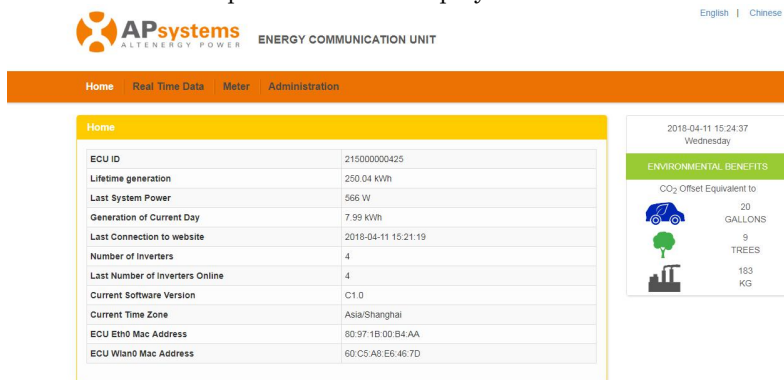 English | Chinese
APsystems
ALTENERGY POWER
ENERGY COMMUNICATION UNIT
Home Real Time Data Meter Administration
Home
ECU ID 215000000425
Lifetime generation 250.04 kWh
Last System Power 566 W
Generation of Current Day 7.99 kWh
Last Connection to website 2018-04-11 15:21:19
Number of Inverters 4
Last Number of Inverters Online 4
Current Software Version C1.0
Current Time Zone Asia/Shanghai
ECU Eth0 Mac Address 80:97:1B:00:B4:AA
ECU Wlan0 Mac Address 60:C5:A8:E6:46:7D
2018-04-11 15:24:37
Wednesday
ENVIRONMENTAL BENEFITS
CO2 Offset Equivalent to
20
GALLONS
9
TREES
183
KG